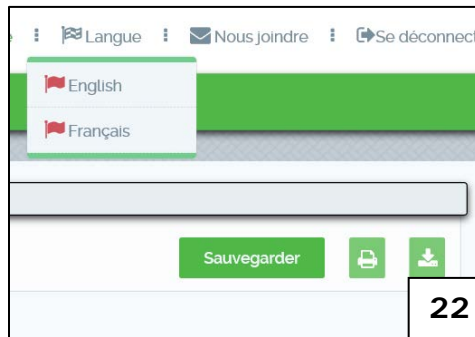 Langue Nous joindre Se déconnect
English
Français
Sauvegarder
22